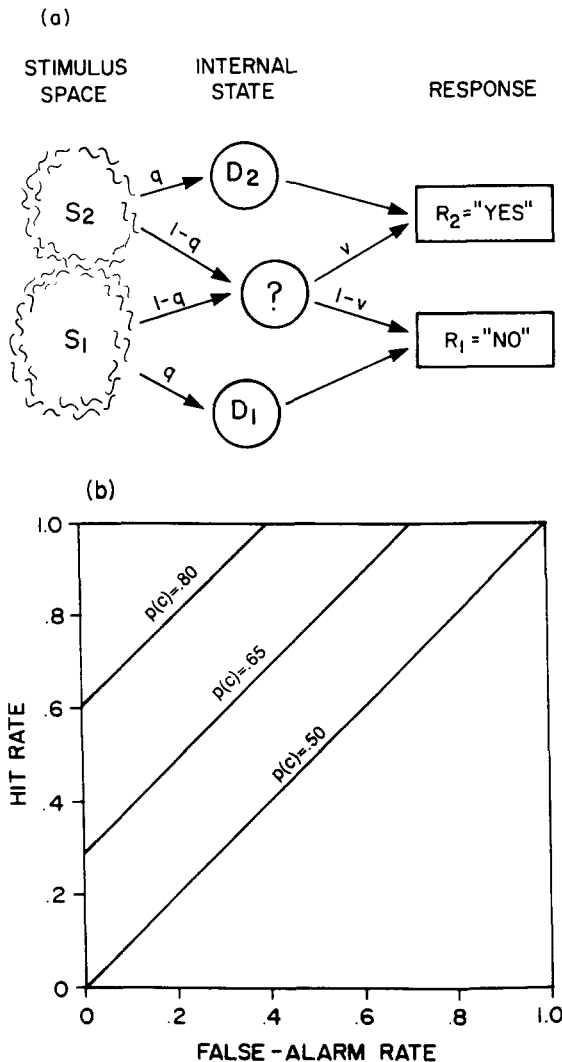 (a)
STIMULUS SPACE
INTERNAL STATE
RESPONSE
S2
S1
q
1-q
1-q
q
D2
?
D1
v
1-v
R2="YES"
R1="NO"
(b)
HIT RATE
1.0
.8
.6
.4
.2
0
p(c)=.80
p(c)=.65
p(c)=.50
0
.2
.4
.6
.8
1.0
FALSE-ALARM RATE